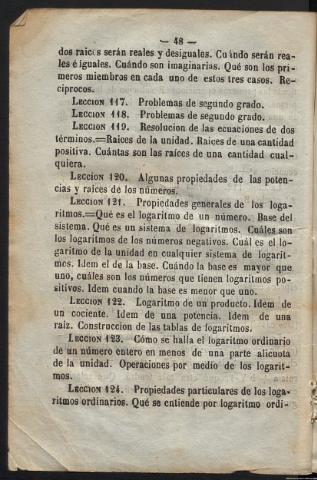 — 48 —
dos raices serán reales y desiguales. Cuándo serán rea-
les é iguales. Cuándo son imaginarias. Qué son los pri-
meros miembros en cada uno de estos tres casos. Re-
cíprocos.
LECCION 117. Problemas de segundo grado.
LECCION 118. Problemas de segundo grado.
LECCION 119. Resolucion de las ecuaciones de dos
términos.=Raices de la unidad. Raices de una cantidad
positiva. Cuántas son las raíces de una cantidad cual-
quiera.
LECCION 120. Algunas propiedades de las poten-
cias y raices de los números.
LECCION 121. Propiedades generales de los loga-
ritmos.=Qué es el logaritmo de un número. Base del
sistema. Qué es un sistema de logaritmos. Cuáles son
los logaritmos de los números negativos. Cuál es el lo-
garitmo de la unidad en cualquier sistema de logarit-
mos. Idem el de la base. Cuándo la base es mayor que
uno, cuáles son los números que tienen logaritmos po-
sitivos. Idem cuando la base es menor que uno.
LECCION 122. Logaritmo de un producto. Idem de
un cociente. Idem de una potencia. Idem de una
raíz. Construccion de las tablas de logaritmos.
LECCION 123. Cómo se halla el logaritmo ordinario
de un número entero en menos de una parte alicuota
de la unidad. Operaciones por medio de los logarit-
mos.
LECCION 124. Propiedades particulares de los loga-
ritmos ordinarios. Qué se entiende por logaritmo ordi-